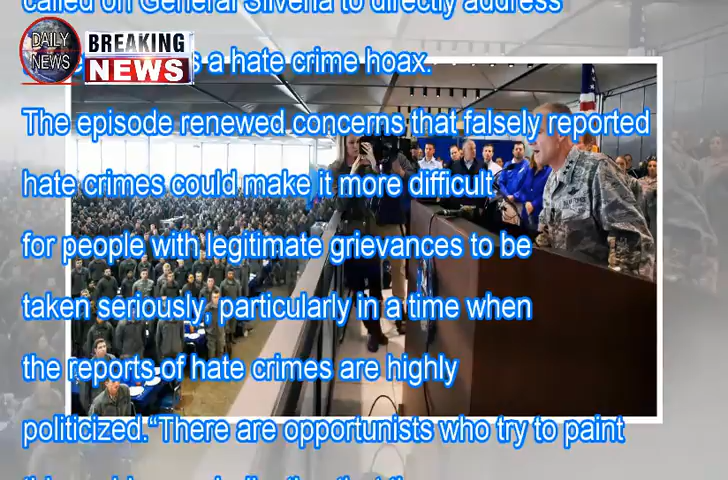 called on General Silveria to directly address
DAILY
NEWS
BREAKING
NEWS
s a hate crime hoax.
The episode renewed concerns that falsely reported
hate crimes could make it more difficult
for people with legitimate grievances to be
taken seriously, particularly in a time when
the reports of hate crimes are highly
politicized.“There are opportunists who try to paint